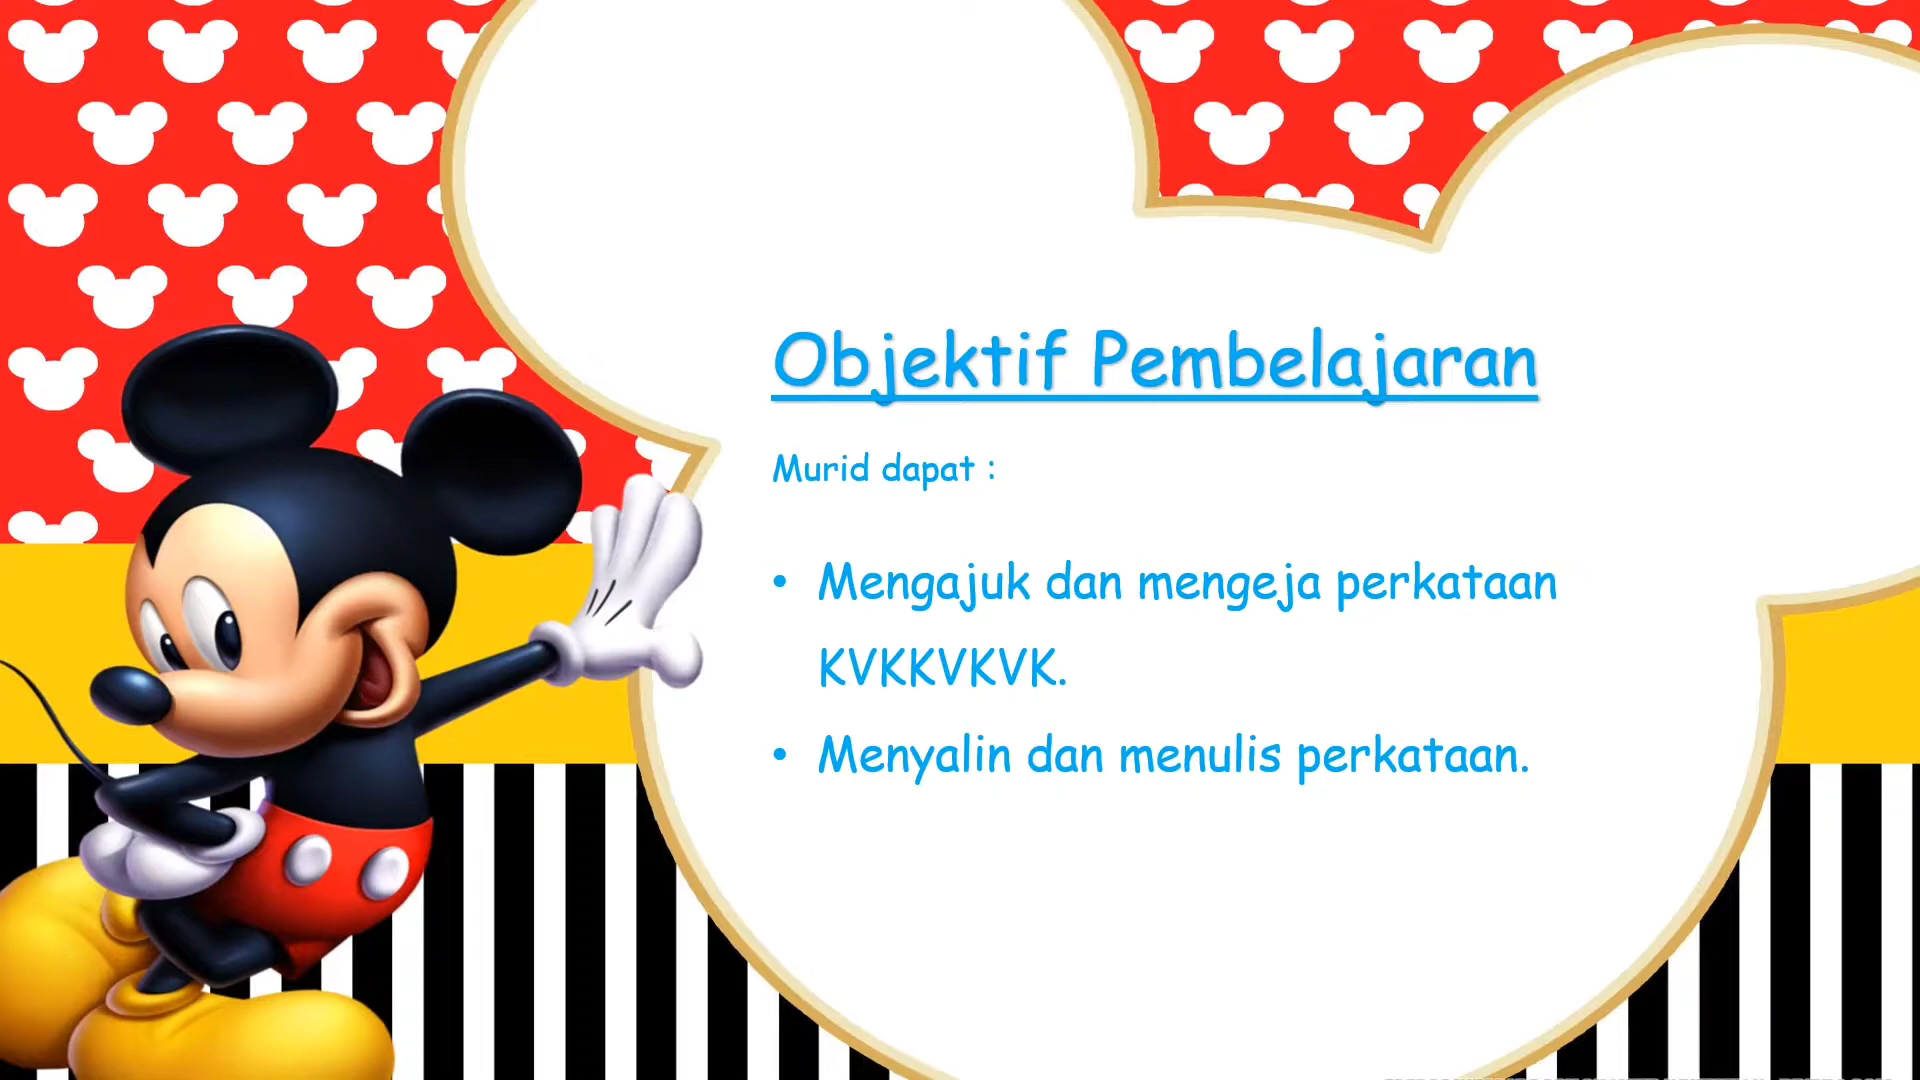 Objektif Pembelajaran
Murid dapat :
• Mengajuk dan mengeja perkataan
KVKKVKVK.
• Menyalin dan menulis perkataan.